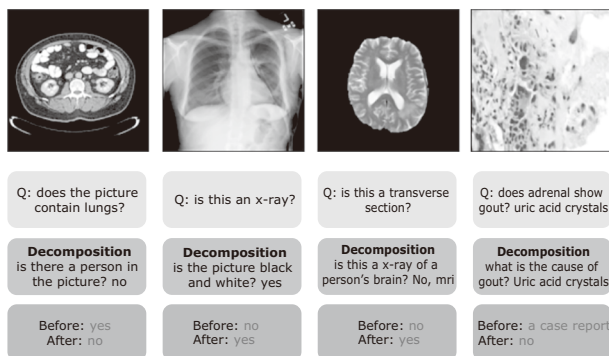 Q: does the picture
contain lungs?
Q: is this an x-ray?
Q: is this a transverse
section?
Q: does adrenal show
gout? uric acid crystals
Decomposition
is there a person in
the picture? no
Decomposition
is the picture black
and white? yes
Decomposition
is this a x-ray of a
person's brain? No, mri
Decomposition
what is the cause of
gout? Uric acid crystals
Before: yes
After: no
Before: no
After: yes
Before: no
After: yes
Before: a case report
After: no